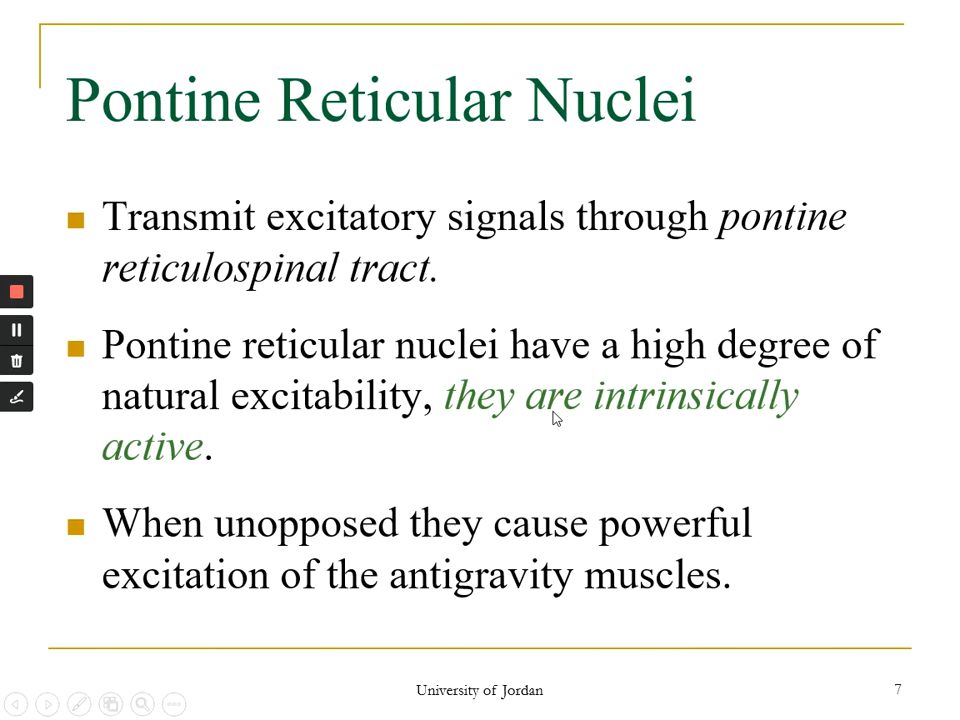 Pontine Reticular Nuclei
Transmit excitatory signals through pontine
reticulospinal tract.
Pontine reticular nuclei have a high degree of
natural excitability, they are intrinsically
active.
When unopposed they cause powerful
excitation of the antigravity muscles.
University of Jordan
7